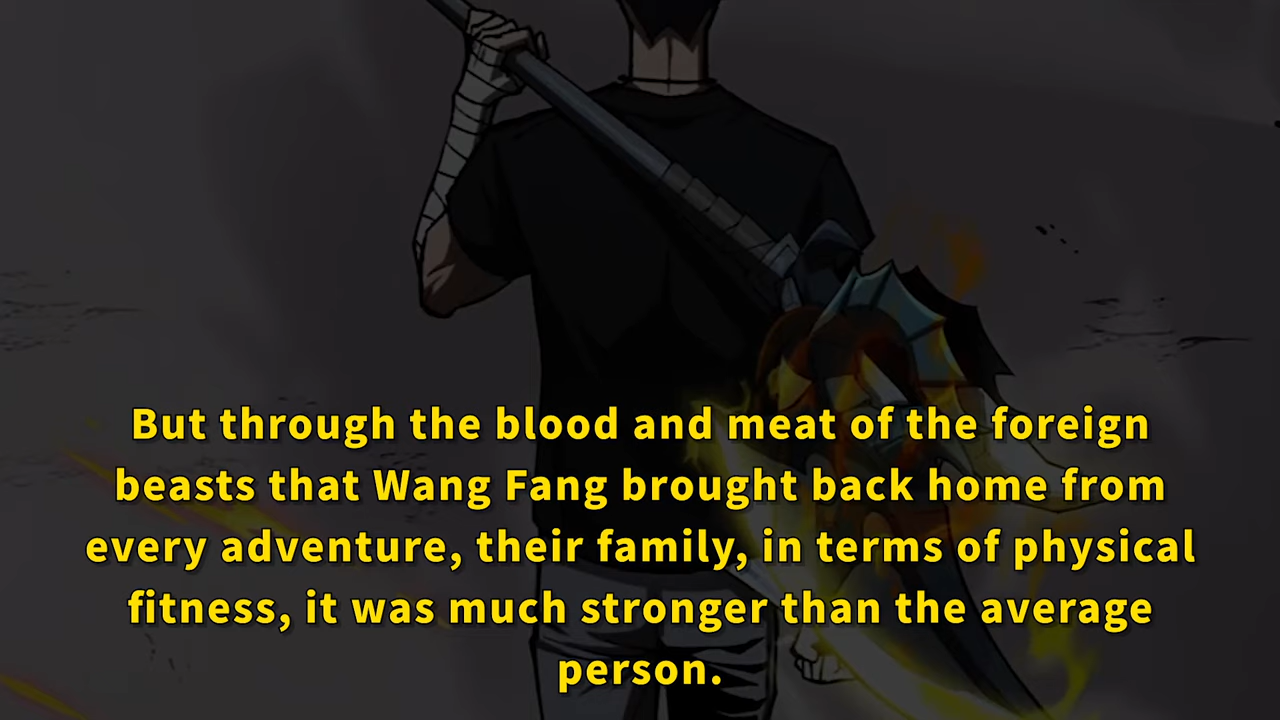 But through the blood and meat of the foreign
beasts that Wang Fang brought back home from
every adventure, their family, in terms of physical
fitness, it was much stronger than the average
person.